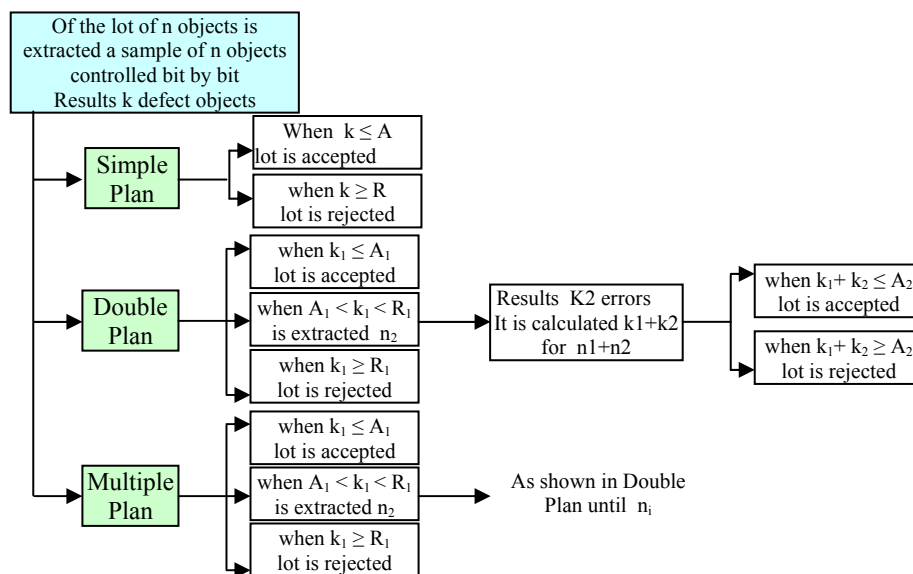 Of the lot of n objects is
extracted a sample of n objects
controlled bit by bit
Results k defect objects
Simple
Plan
When k ≤ A
lot is accepted
when k ≥ R
lot is rejected
Double
Plan
when k₁ ≤ A₁
lot is accepted
when A₁ < k₁ < R₁
is extracted n₂
when k₁ ≥ R₁
lot is rejected
Results K2 errors
It is calculated k1+k2
for n1+n2
when k₁+ k₂ ≤ A₂
lot is accepted
when k₁+ k₂ ≥ A₂
lot is rejected
Multiple
Plan
when k₁ ≤ A₁
lot is accepted
when A₁ < k₁ < R₁
is extracted n₂
when k₁ ≥ R₁
lot is rejected
As shown in Double
Plan until nᵢ